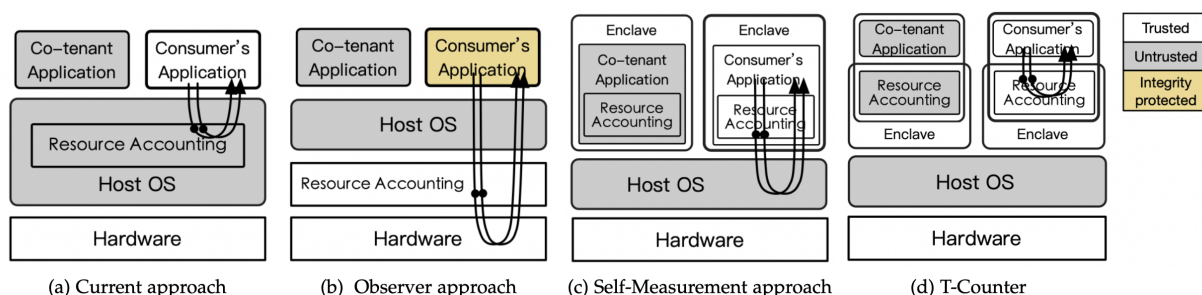 Co-tenant
Application
Consumer's
Application
Resource Accounting
Host OS
Hardware
(a) Current approach
Co-tenant
Application
Consumer's
Application
Host OS
Resource Accounting
Hardware
(b) Observer approach
Enclave
Co-tenant
Application
Resource
Accounting
Enclave
Consumer's
Application
Resource
Accounting
Host OS
Hardware
(c) Self-Measurement approach
Co-tenant
Application
Resource
Accounting
Enclave
Consumer's
Application
Resource
Accounting
Enclave
Host OS
Hardware
(d) T-Counter
Trusted
Untrusted
Integrity
protected